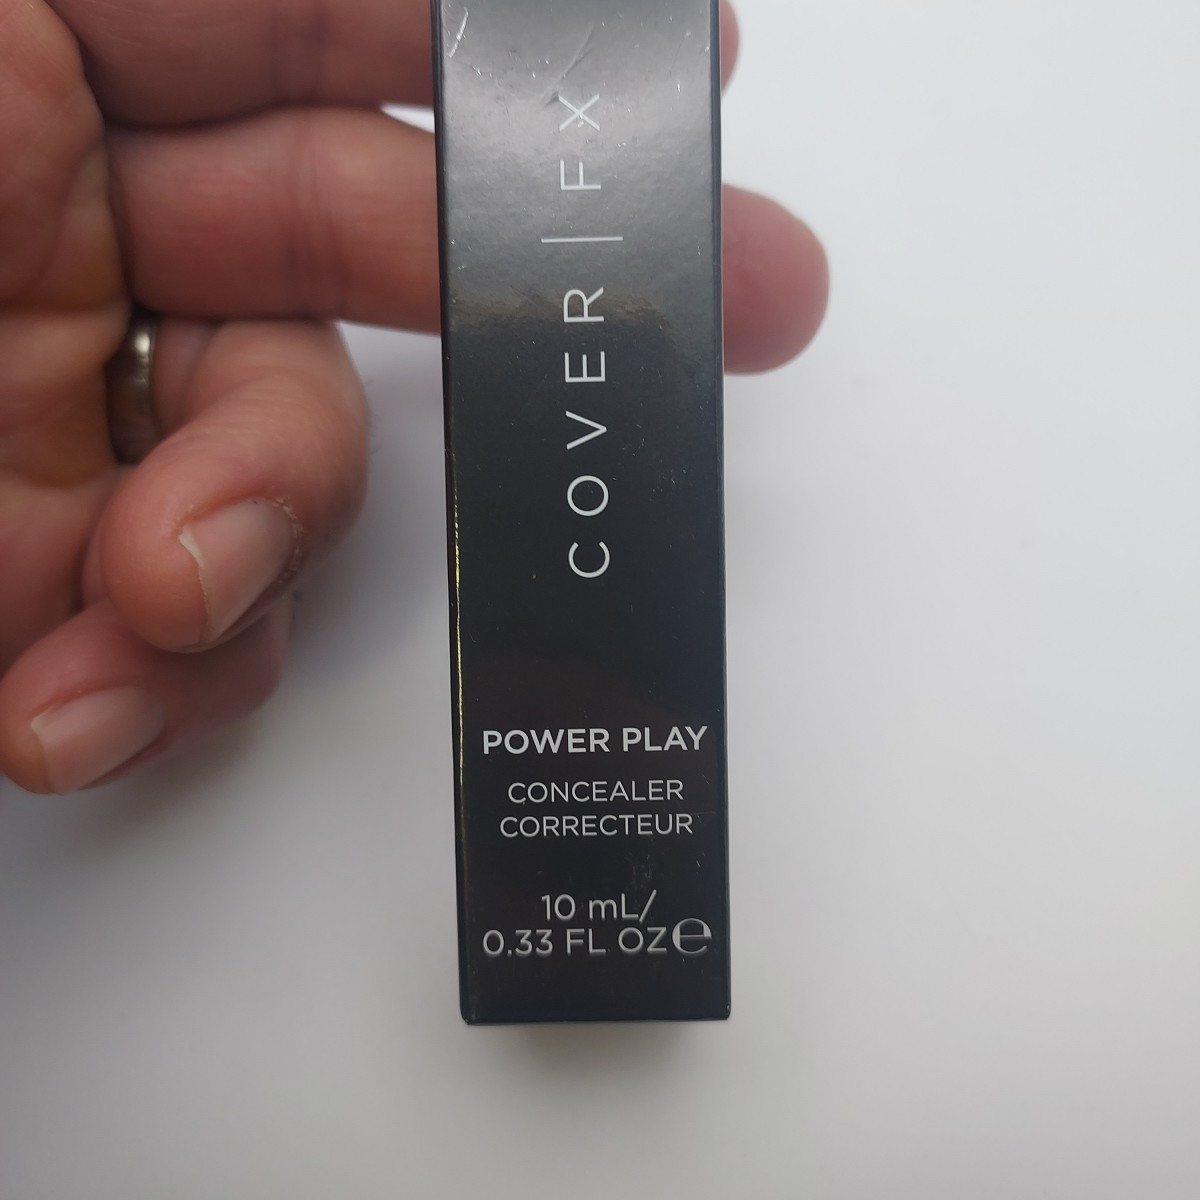 COVER | FX
POWER PLAY
CONCEALER
CORRECTEUR
10 mL/
0.33 FL OZ℮